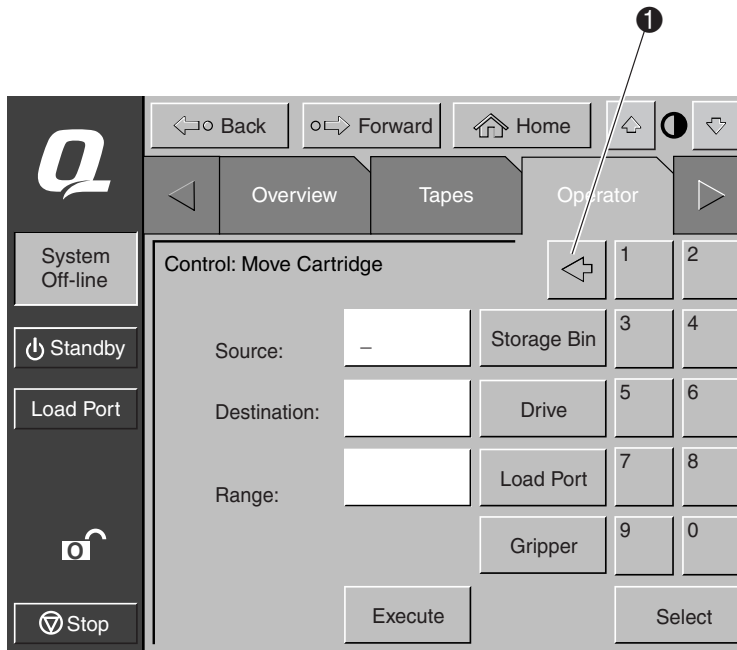 ❶
Back
Forward
Home
Q
Overview
Tapes
Operator
System
Off-line
Control: Move Cartridge
1
2
Standby
Source:
_
Storage Bin
3
4
Load Port
Destination:
Drive
5
6
Range:
Load Port
7
8
Gripper
9
0
Stop
Execute
Select